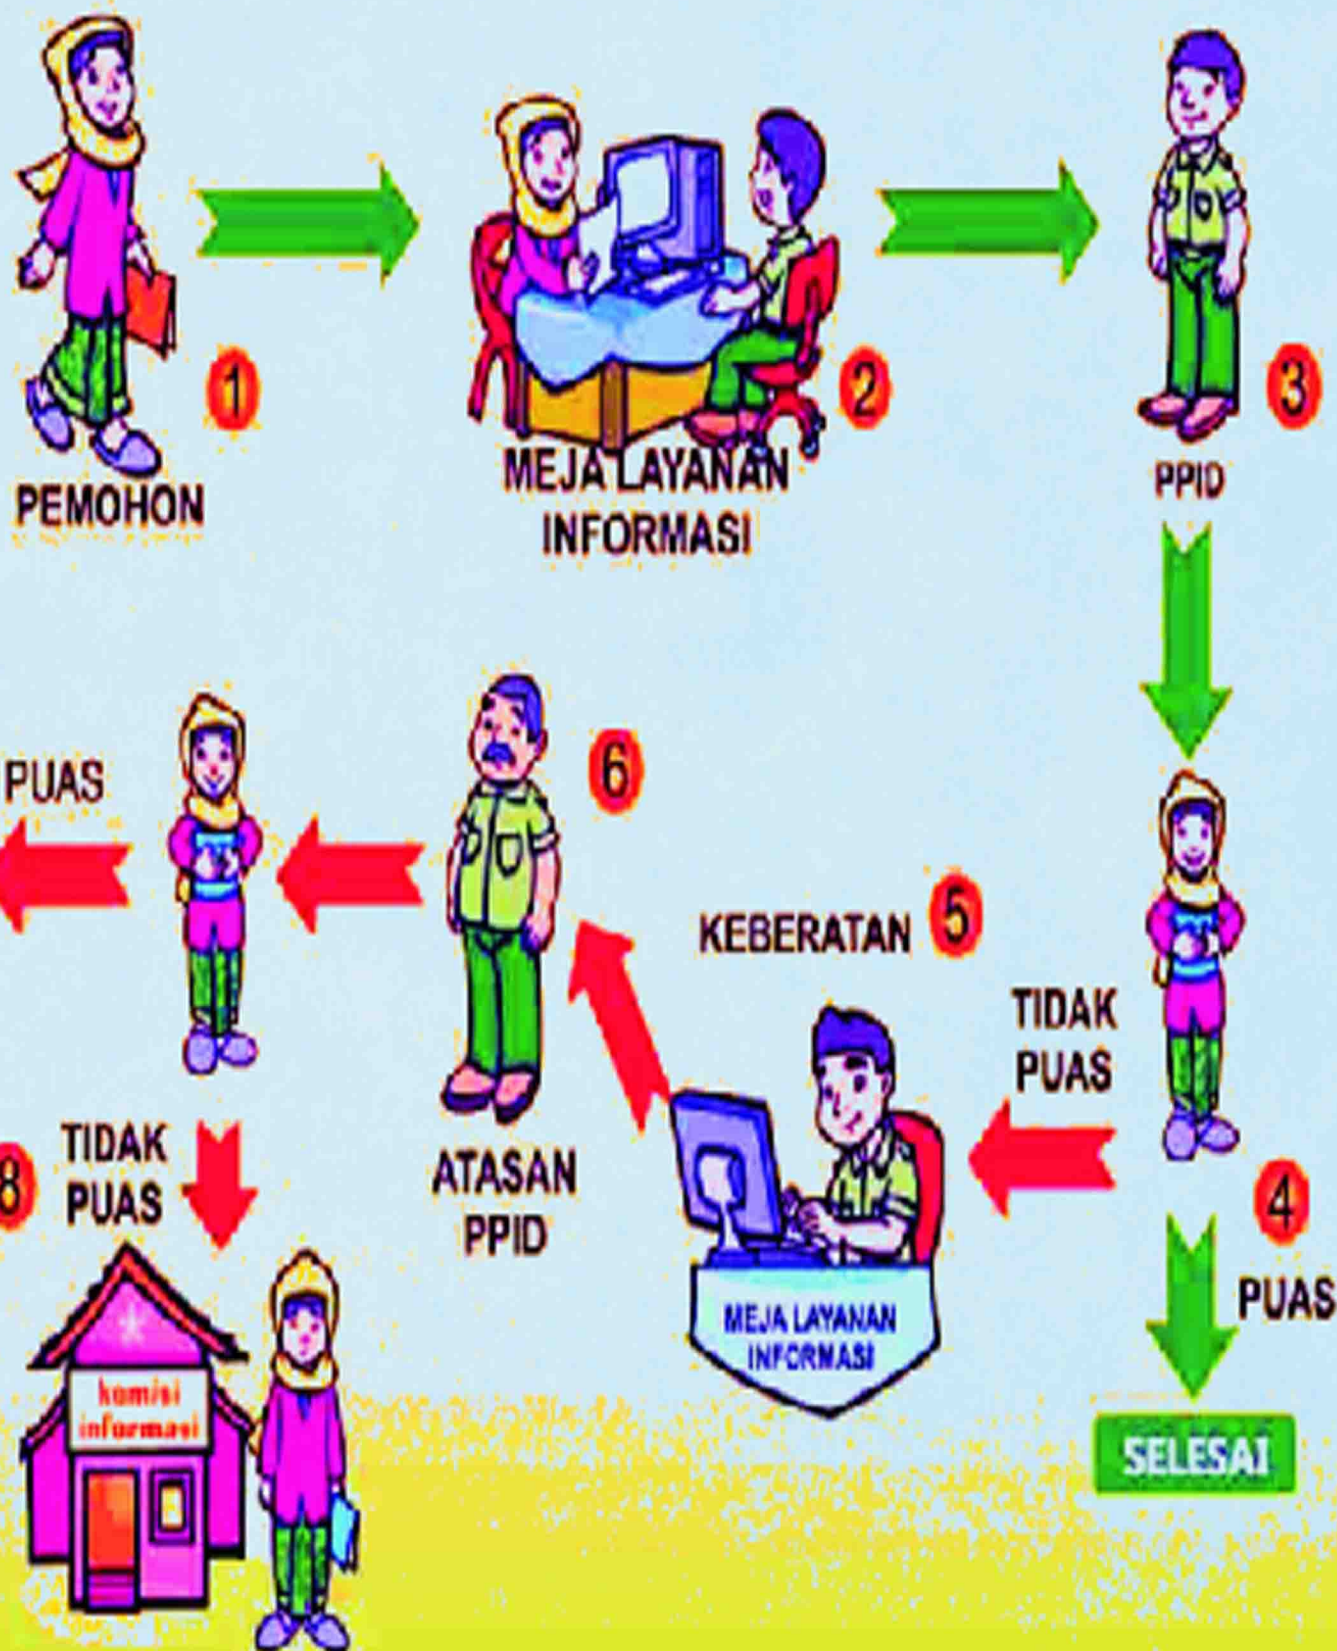 1
PEMOHON
2
MEJA LAYANAN
INFORMASI
3
PPID
PUAS
6
KEBERATAN
5
TIDAK
PUAS
8
TIDAK
PUAS
ATASAN
PPID
4
PUAS
MEJA LAYANAN
INFORMASI
komisi
informasi
SELESAI